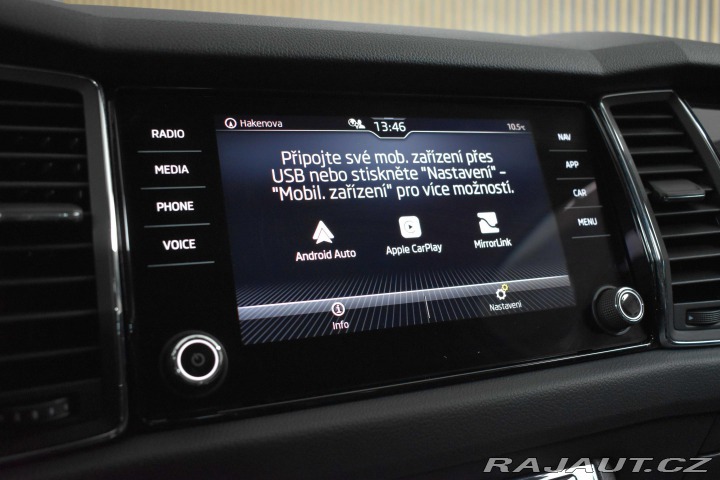 RADIO
MEDIA
PHONE
VOICE
Hakenova
13:46
10.5°C
Připojte své mob. zařízení přes
USB nebo stiskněte "Nastavení" -
"Mobil. zařízení" pro více možností.
Android Auto
Apple CarPlay
MirrorLink
Info
Nastavení
NAV
APP
CAR
MENU
RAJAUT.CZ